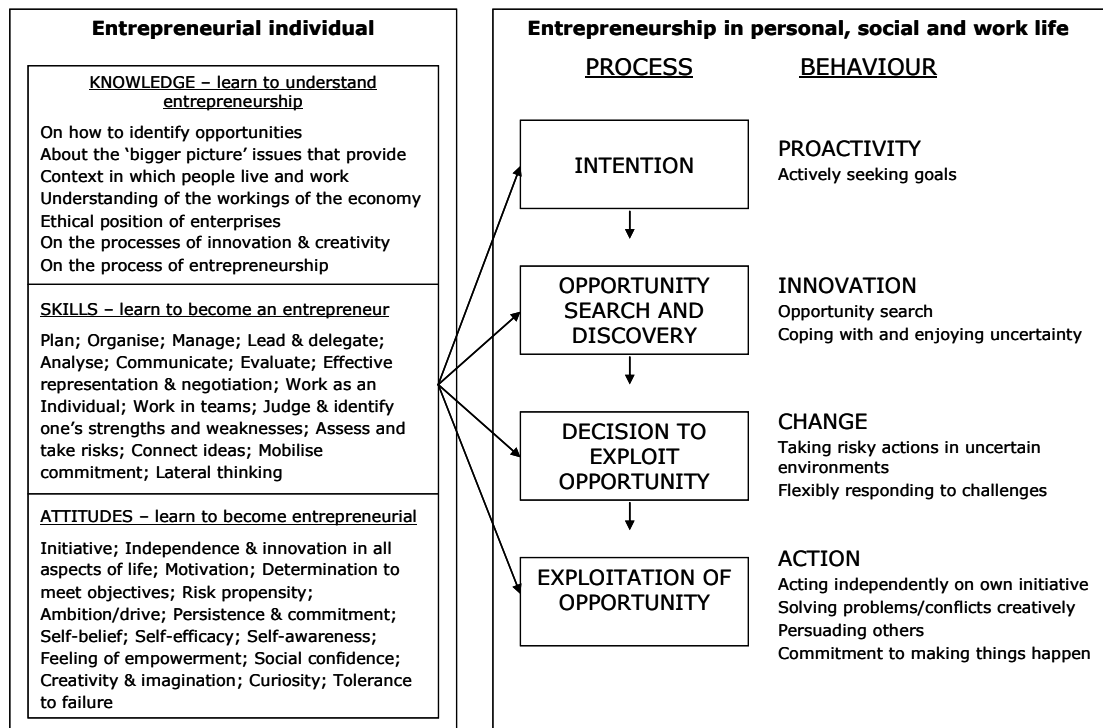 Entrepreneurial individual
KNOWLEDGE – learn to understand
entrepreneurship
On how to identify opportunities
About the ‘bigger picture’ issues that provide
Context in which people live and work
Understanding of the workings of the economy
Ethical position of enterprises
On the processes of innovation & creativity
On the process of entrepreneurship
SKILLS – learn to become an entrepreneur
Plan; Organise; Manage; Lead & delegate;
Analyse; Communicate; Evaluate; Effective
representation & negotiation; Work as an
Individual; Work in teams; Judge & identify
one’s strengths and weaknesses; Assess and
take risks; Connect ideas; Mobilise
commitment; Lateral thinking
ATTITUDES – learn to become entrepreneurial
Initiative; Independence & innovation in all
aspects of life; Motivation; Determination to
meet objectives; Risk propensity;
Ambition/drive; Persistence & commitment;
Self-belief; Self-efficacy; Self-awareness;
Feeling of empowerment; Social confidence;
Creativity & imagination; Curiosity; Tolerance
to failure
Entrepreneurship in personal, social and work life
PROCESS
BEHAVIOUR
INTENTION
PROACTIVITY
Actively seeking goals
OPPORTUNITY
SEARCH AND
DISCOVERY
INNOVATION
Opportunity search
Coping with and enjoying uncertainty
DECISION TO
EXPLOIT
OPPORTUNITY
CHANGE
Taking risky actions in uncertain
environments
Flexibly responding to challenges
EXPLOITATION OF
OPPORTUNITY
ACTION
Acting independently on own initiative
Solving problems/conflicts creatively
Persuading others
Commitment to making things happen